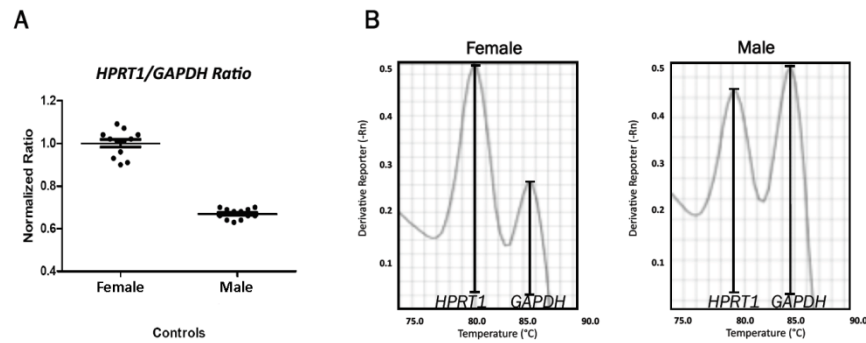 A
HPRT1/GAPDH Ratio
Normalized Ratio
1.2
1.0
0.8
0.6
0.4
Female
Male
Controls
B
Female
Derivative Reporter (-Rn)
0.5
0.4
0.3
0.2
0.1
HPRT1
GAPDH
75.0
80.0
85.0
90.0
Temperature (°C)
Male
Derivative Reporter (-Rn)
0.5
0.4
0.3
0.2
0.1
HPRT1
GAPDH
75.0
80.0
85.0
90.0
Temperature (°C)